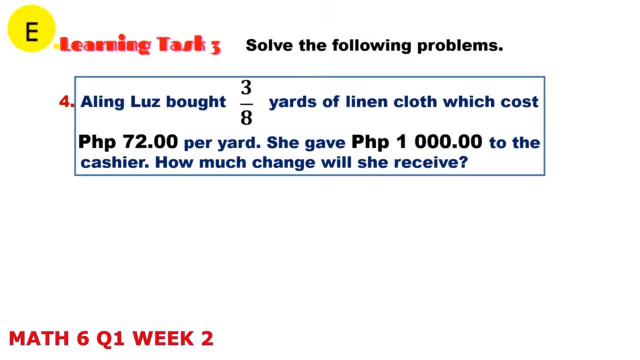 E
Learning Task 3 Solve the following problems.
4. Aling Luz bought 3/8 yards of linen cloth which cost
Php 72.00 per yard. She gave Php 1 000.00 to the
cashier. How much change will she receive?
MATH 6 Q1 WEEK 2